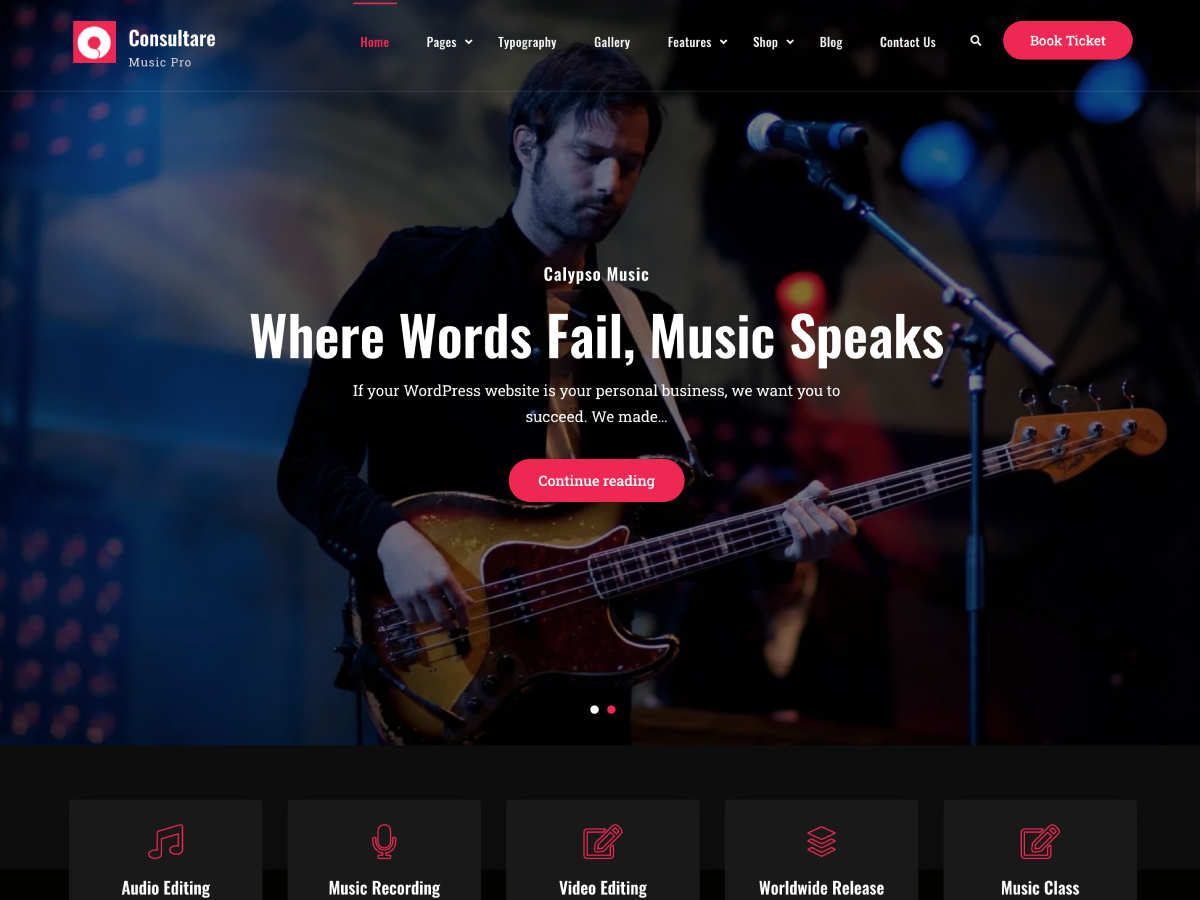 Consultare
Music Pro
Home
Pages
Typography
Gallery
Features
Shop
Blog
Contact Us
Book Ticket
Calypso Music
Where Words Fail, Music Speaks
If your WordPress website is your personal business, we want you to
succeed. We made...
Continue reading
Audio Editing
Music Recording
Video Editing
Worldwide Release
Music Class